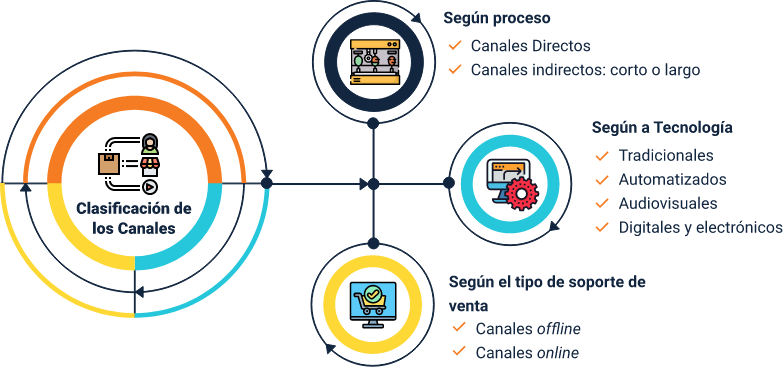 Según proceso
Canales Directos
Canales indirectos: corto o largo
Clasificación de
los Canales
Según a Tecnología
Tradicionales
Automatizados
Audiovisuales
Digitales y electrónicos
Según el tipo de soporte de
venta
Canales offline
Canales online